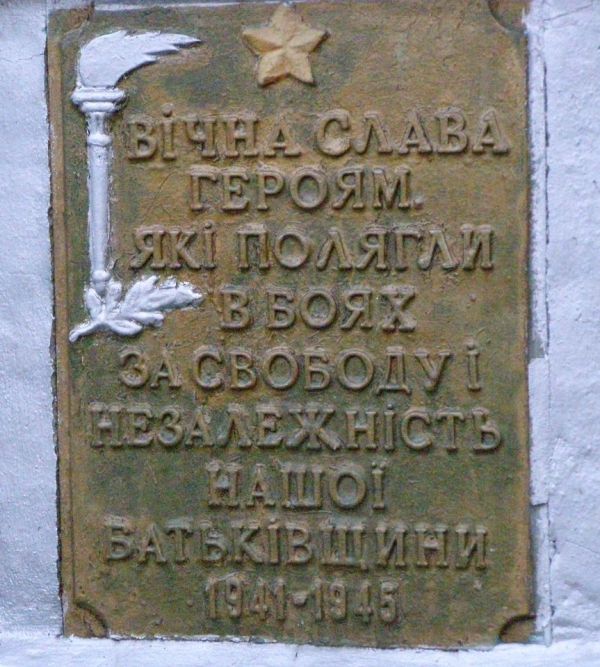 ВІЧНА СЛАВА
ГЕРОЯМ.
ЯКІ ПОЛЯГЛИ
В БОЯХ
ЗА СВОБОДУ І
НЕЗАЛЕЖНІСТЬ
НАШОЇ
БАТЬКІВЩИНИ
1941-1945